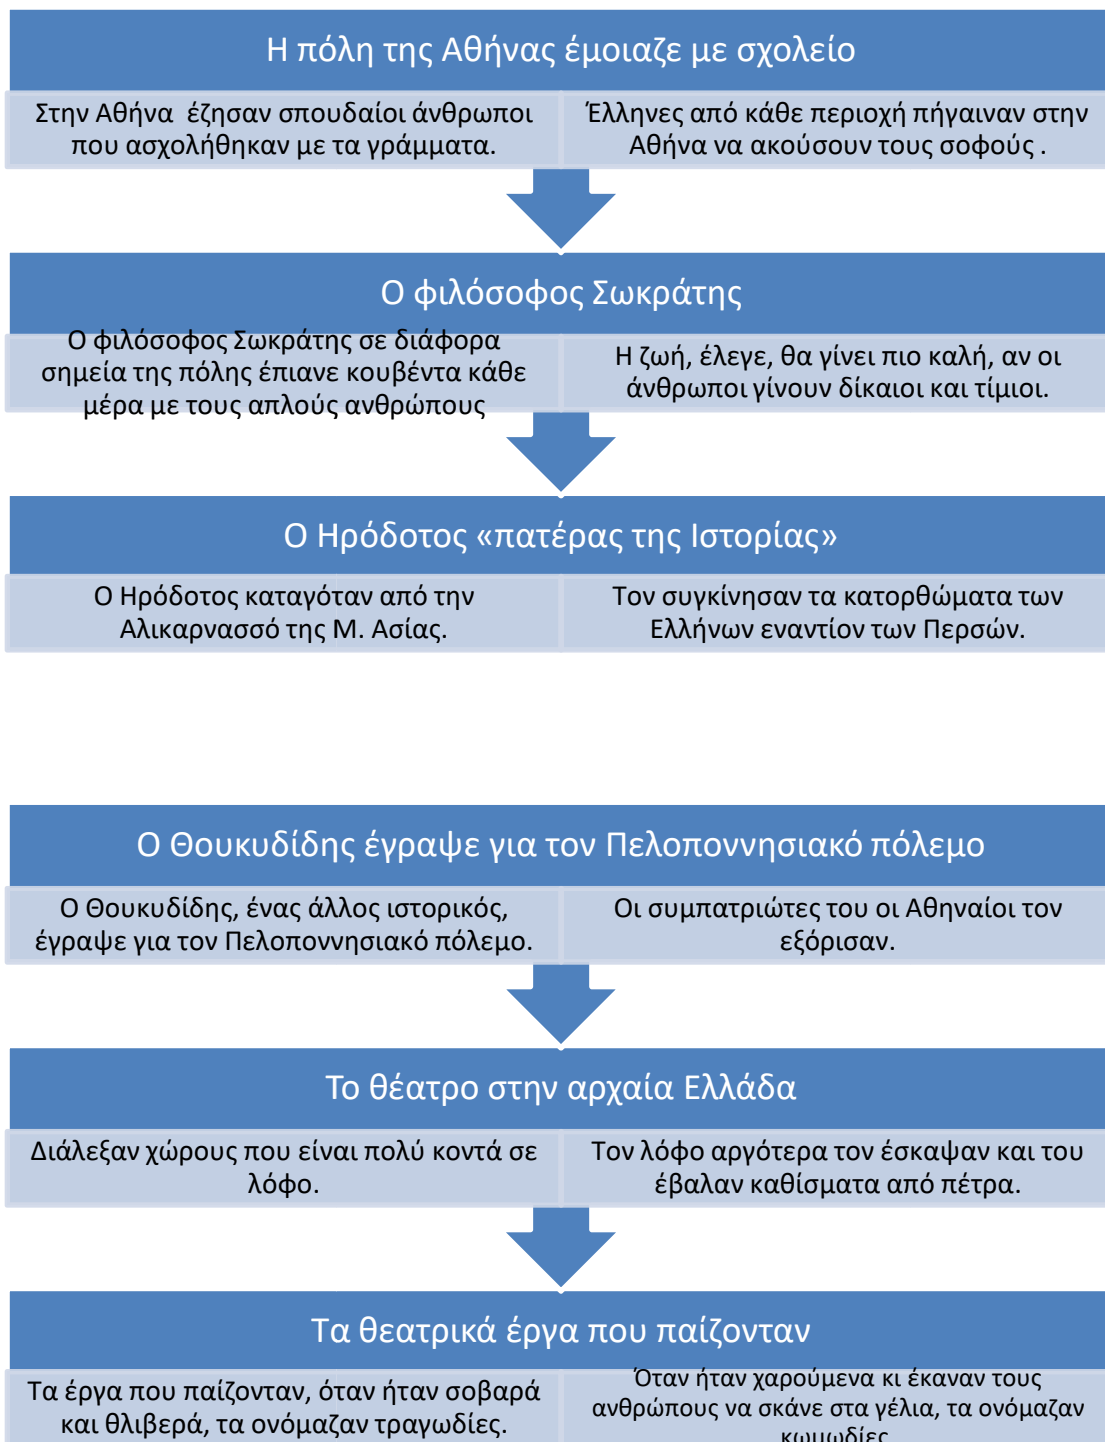 Η πόλη της Αθήνας έμοιαζε με σχολείο
Στην Αθήνα έζησαν σπουδαίοι άνθρωποι
που ασχολήθηκαν με τα γράμματα.
Έλληνες από κάθε περιοχή πήγαιναν στην
Αθήνα να ακούσουν τους σοφούς .
Ο φιλόσοφος Σωκράτης
Ο φιλόσοφος Σωκράτης σε διάφορα
σημεία της πόλης έπιανε κουβέντα κάθε
μέρα με τους απλούς ανθρώπους
Η ζωή, έλεγε, θα γίνει πιο καλή, αν οι
άνθρωποι γίνουν δίκαιοι και τίμιοι.
Ο Ηρόδοτος «πατέρας της Ιστορίας»
Ο Ηρόδοτος καταγόταν από την
Αλικαρνασσό της Μ. Ασίας.
Τον συγκίνησαν τα κατορθώματα των
Ελλήνων εναντίον των Περσών.
Ο Θουκυδίδης έγραψε για τον Πελοποννησιακό πόλεμο
Ο Θουκυδίδης, ένας άλλος ιστορικός,
έγραψε για τον Πελοποννησιακό πόλεμο.
Οι συμπατριώτες του οι Αθηναίοι τον
εξόρισαν.
Το θέατρο στην αρχαία Ελλάδα
Διάλεξαν χώρους που είναι πολύ κοντά σε
λόφο.
Τον λόφο αργότερα τον έσκαψαν και του
έβαλαν καθίσματα από πέτρα.
Τα θεατρικά έργα που παίζονταν
Τα έργα που παίζονταν, όταν ήταν σοβαρά
και θλιβερά, τα ονόμαζαν τραγωδίες.
Όταν ήταν χαρούμενα κι έκαναν τους
ανθρώπους να σκάνε στα γέλια, τα ονόμαζαν
κωμωδίες